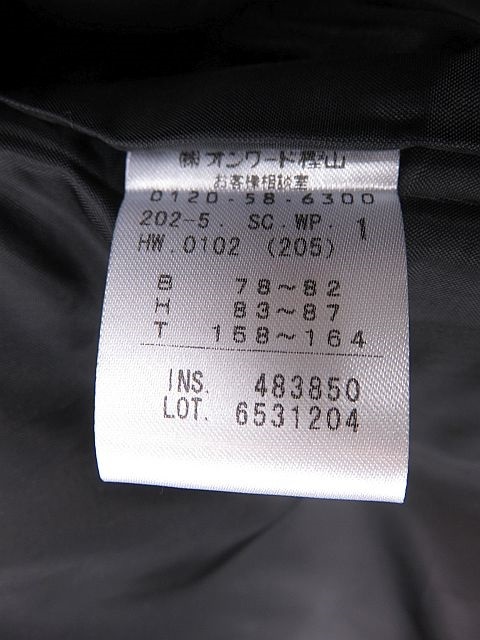 ㈱オンワード樫山
お客様相談室
0120-58-6300
202-5. SC.WP. 1
HW.0102 (205)
B 78~82
H 83~87
T 158~164
INS. 483850
LOT. 6531204